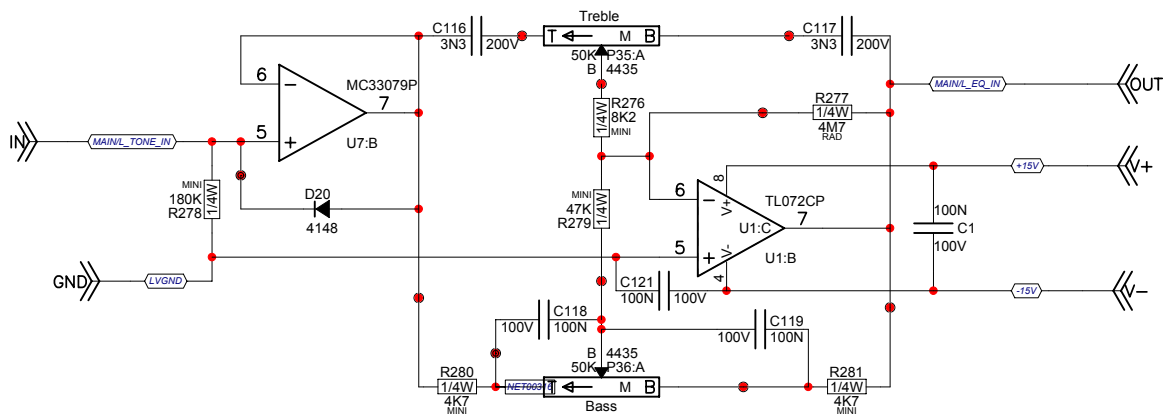 Treble
C116
3N3
200V
T
M
B
50K
P35:A
B
4435
C117
3N3
200V
6
MC33079P
7
5
U7:B
IN
MAIN/L_TONE_IN
R276
8K2
1/4W
MINI
R277
1/4W
4M7
RAD
MAIN/L_EQ_IN
OUT
MINI
180K
R278
1/4W
D20
4148
MINI
47K
R279
1/4W
6
8
V+
TL072CP
7
U1:C
5
V-
4
U1:B
+15V
V+
100N
C1
100V
GND
LVGND
C121
100N
100V
-15V
V-
C118
100V
100N
C119
100V
100N
B
4435
50K
P36:A
R280
1/4W
4K7
MINI
NET00316
T
M
B
Bass
R281
1/4W
4K7
MINI